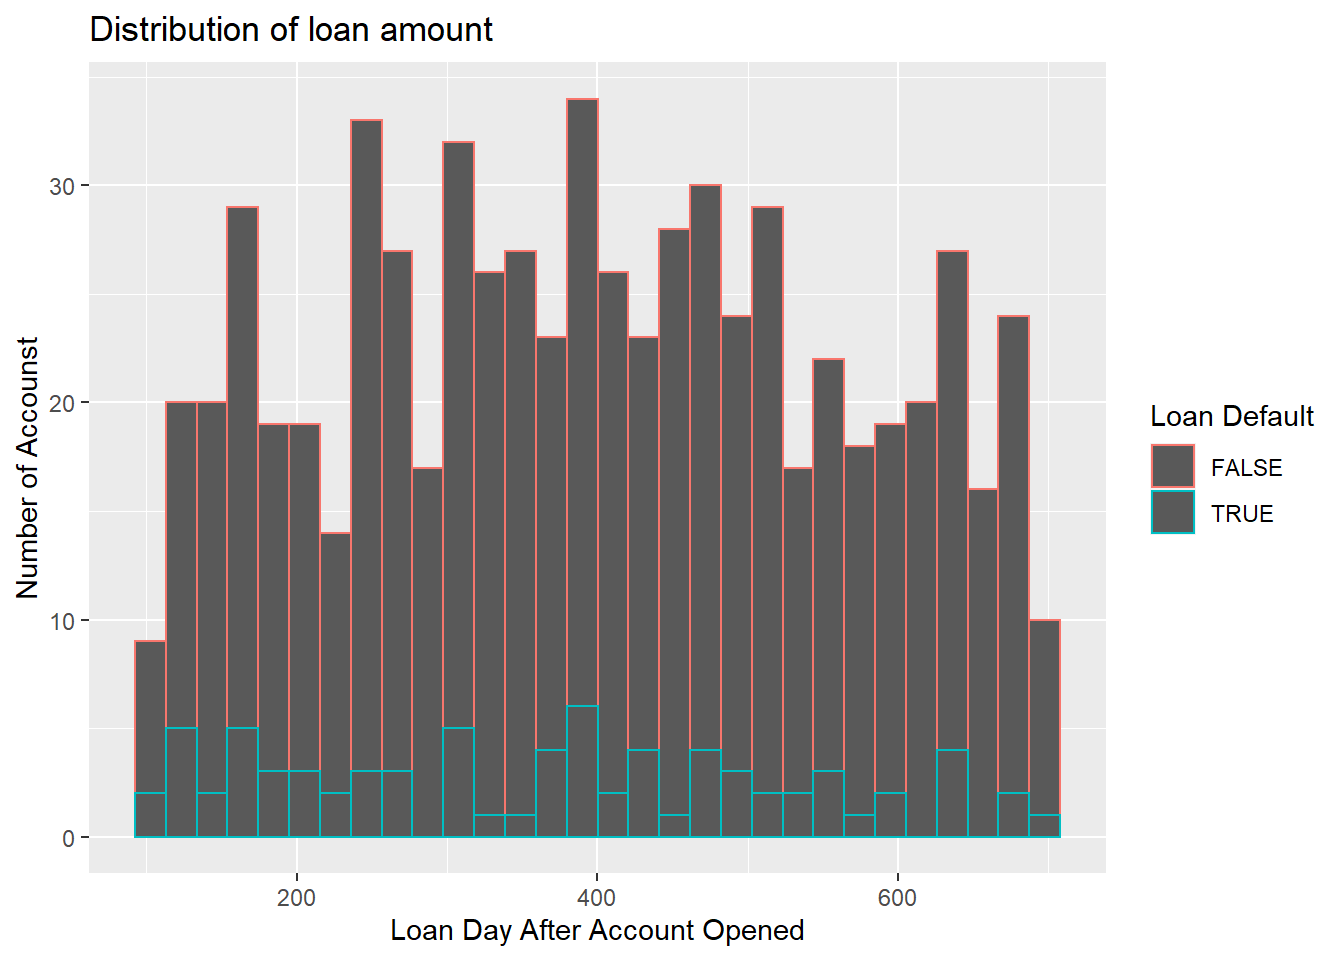 Distribution of loan amount
Number of Accounst
30
20
10
0
200
400
600
Loan Day After Account Opened
Loan Default
FALSE
TRUE